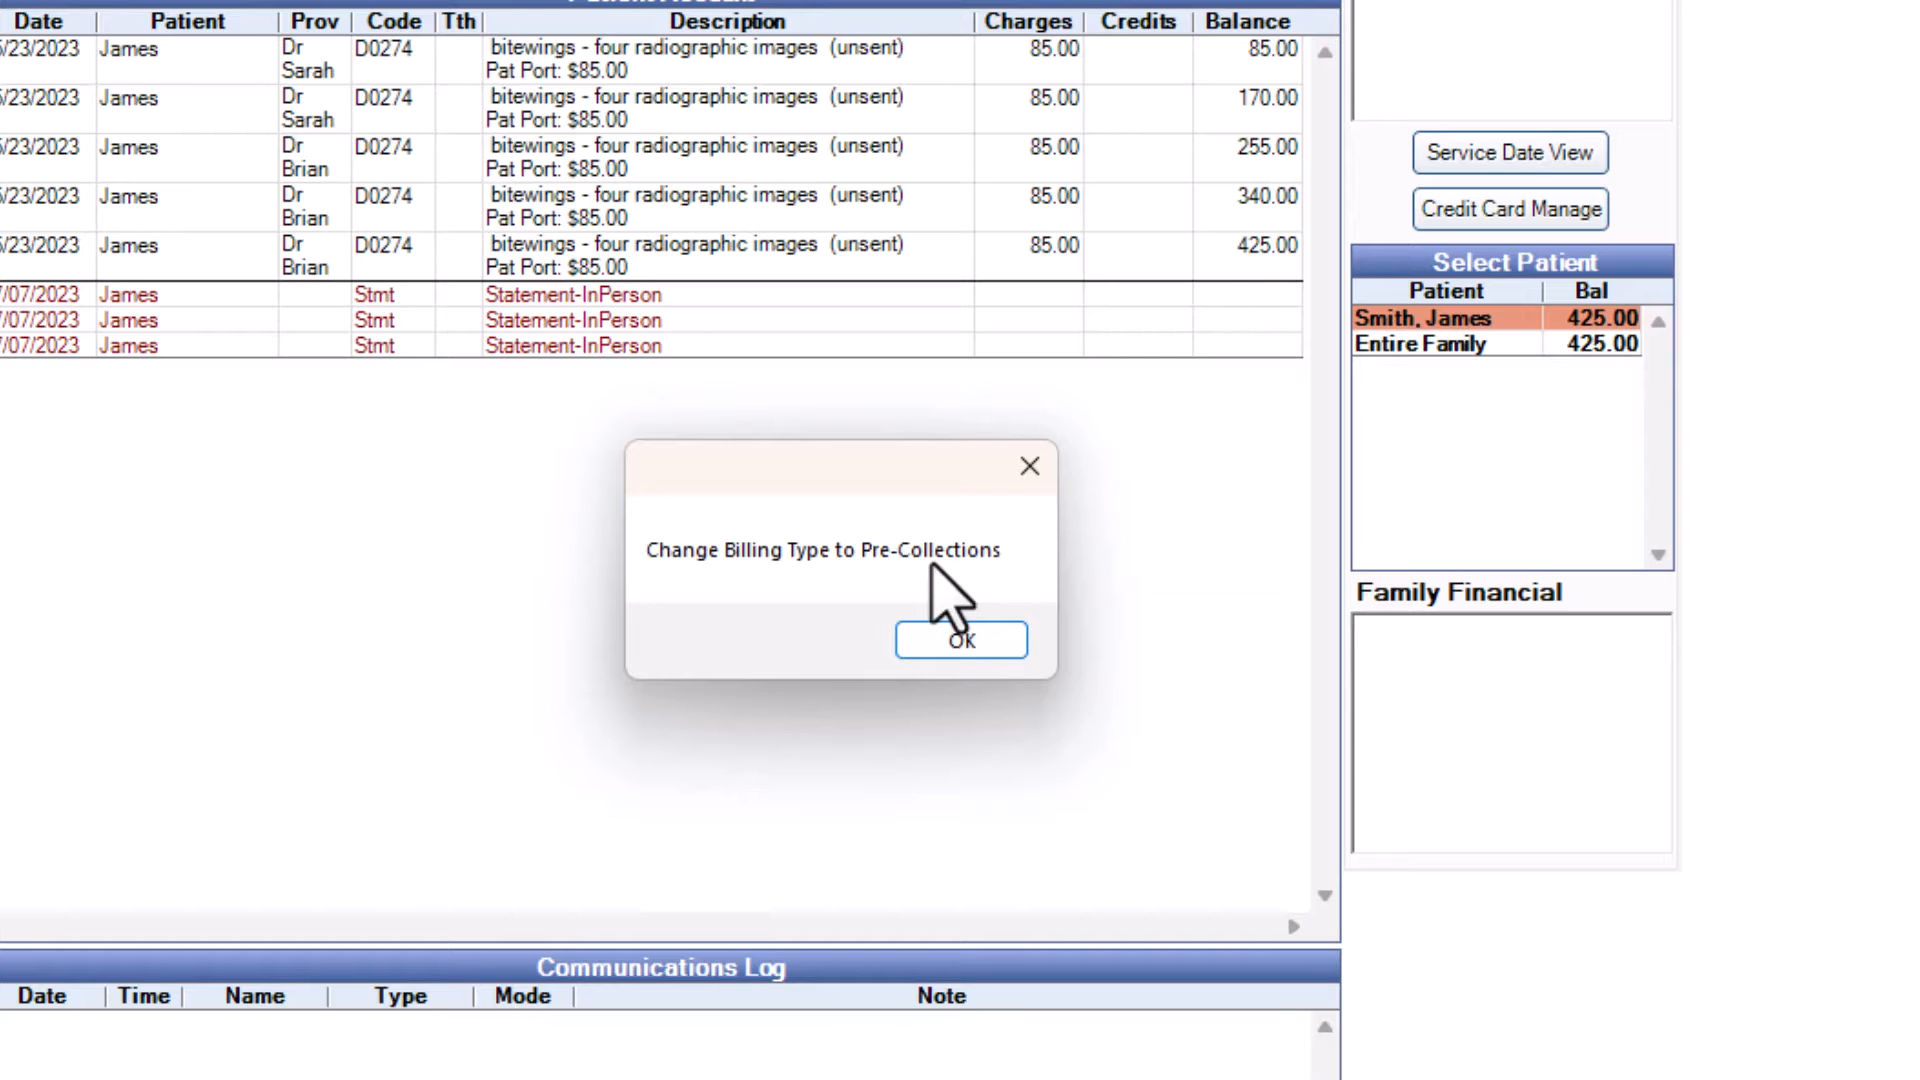 Date Patient Prov Code Tth Description Charges Credits Balance
/23/2023 James Dr Sarah D0274 bitewings - four radiographic images (unsent) Pat Port: $85.00 85.00 85.00
/23/2023 James Dr Sarah D0274 bitewings - four radiographic images (unsent) Pat Port: $85.00 85.00 170.00
/23/2023 James Dr Brian D0274 bitewings - four radiographic images (unsent) Pat Port: $85.00 85.00 255.00
/23/2023 James Dr Brian D0274 bitewings - four radiographic images (unsent) Pat Port: $85.00 85.00 340.00
/23/2023 James Dr Brian D0274 bitewings - four radiographic images (unsent) Pat Port: $85.00 85.00 425.00
/07/2023 James Stmt Statement-InPerson
/07/2023 James Stmt Statement-InPerson
/07/2023 James Stmt Statement-InPerson
Service Date View
Credit Card Manage
Select Patient
Patient Bal
Smith, James 425.00
Entire Family 425.00
Family Financial
Change Billing Type to Pre-Collections
OK
Communications Log
Date Time Name Type Mode Note